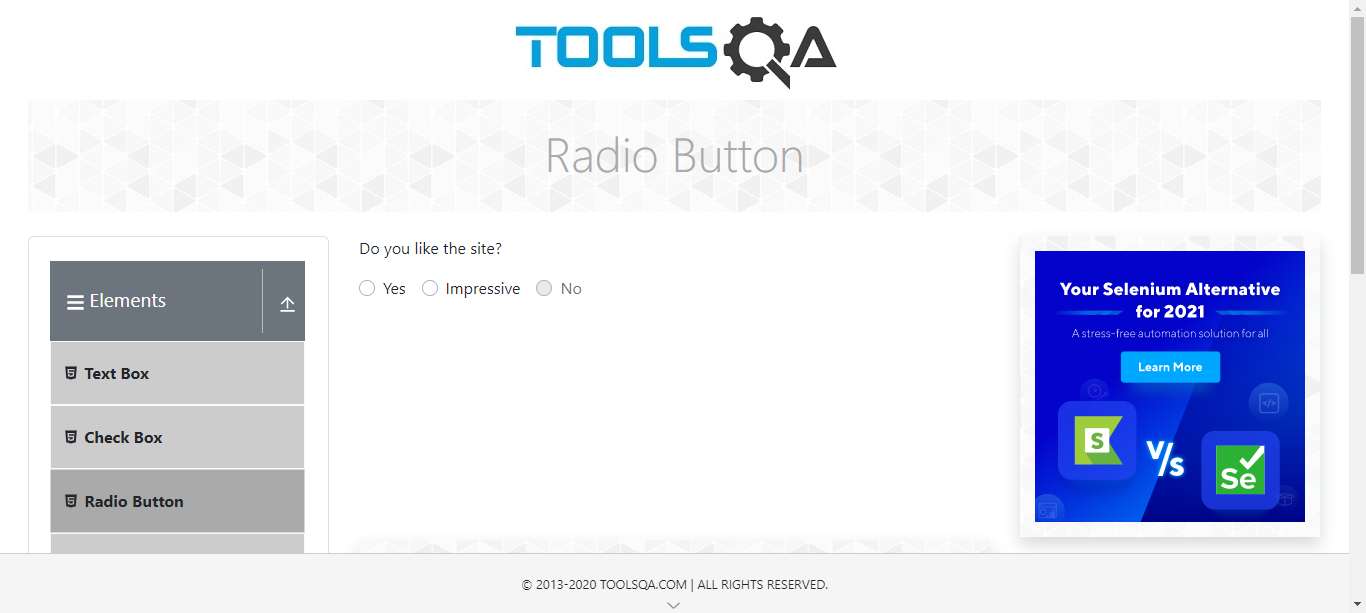 TOOLSQA
Radio Button
Elements
Text Box
Check Box
Radio Button
Do you like the site?
Yes Impressive No
Your Selenium Alternative
for 2021
A stress-free automation solution for all
Learn More
S
V/s
Se
© 2013-2020 TOOLSQA.COM | ALL RIGHTS RESERVED.